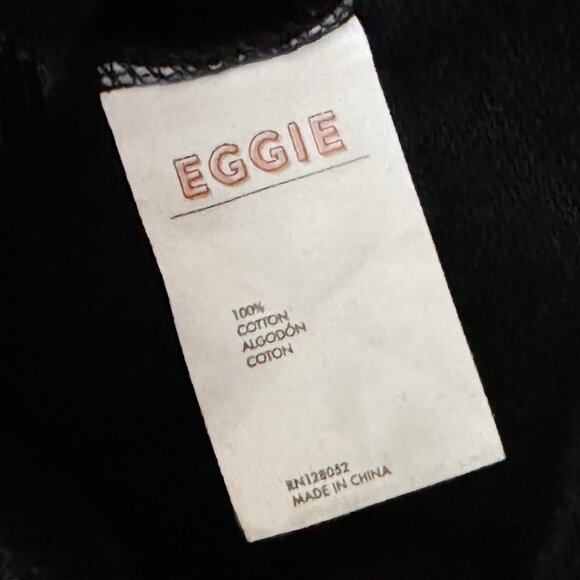 EGGIE
100%
COTTON
ALGODÓN
COTON
RN128052
MADE IN CHINA